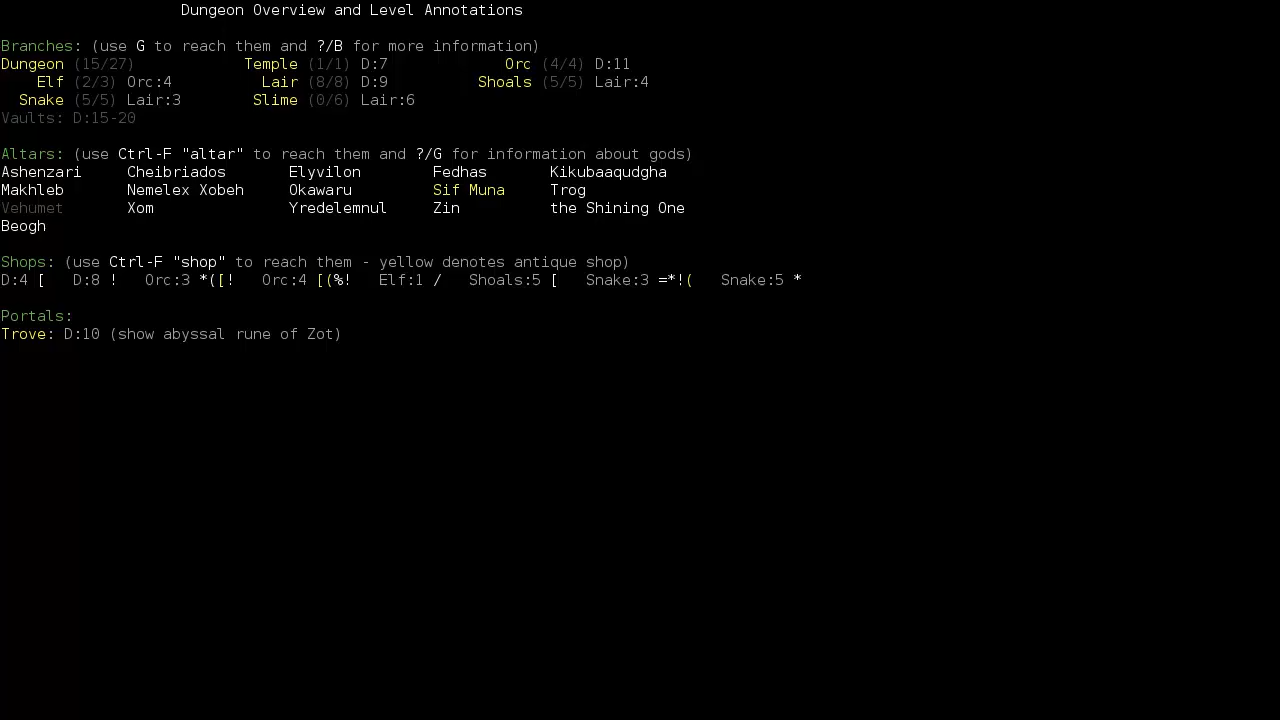 Dungeon Overview and Level Annotations
Branches: (use G to reach them and ?/B for more information)
Dungeon (15/27) Temple (1/1) D:7 Orc (4/4) D:11
Elf (2/3) Orc:4 Lair (8/8) D:9 Shoals (5/5) Lair:4
Snake (5/5) Lair:3 Slime (0/6) Lair:6
Vaults: D:15-20
Altars: (use Ctrl-F "altar" to reach them and ?/G for information about gods)
Ashenzari Cheibriados Elyvilon Fedhas Kikubaaqudgha
Makhleb Nemelex Xobeh Okawaru Sif Muna Trog
Vehumet Xom Yredelemnul Zin the Shining One
Beogh
Shops: (use Ctrl-F "shop" to reach them - yellow denotes antique shop)
D:4 [ D:8 ! Orc:3 *([! Orc:4 [(%! Elf:1 / Shoals:5 [ Snake:3 =*!( Snake:5 *
Portals:
Trove: D:10 (show abyssal rune of Zot)